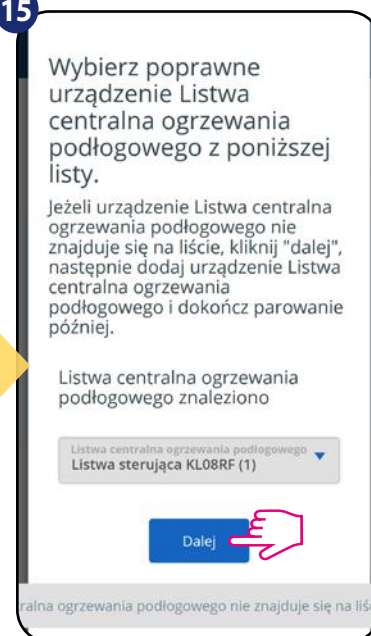 15
Wybierz poprawne
urządzenie Listwa
centralna ogrzewania
podłogowego z poniższej
listy.
Jeżeli urządzenie Listwa centralna
ogrzewania podłogowego nie
znajduje się na liście, kliknij "dalej",
następnie dodaj urządzenie Listwa
centralna ogrzewania
podłogowego i dokończ parowanie
później.
Listwa centralna ogrzewania
podłogowego znaleziono
Listwa centralna ogrzewania podłogowego
Listwa sterująca KL08RF (1)
Dalej
ogrzewania podłogowego nie znajduje się na